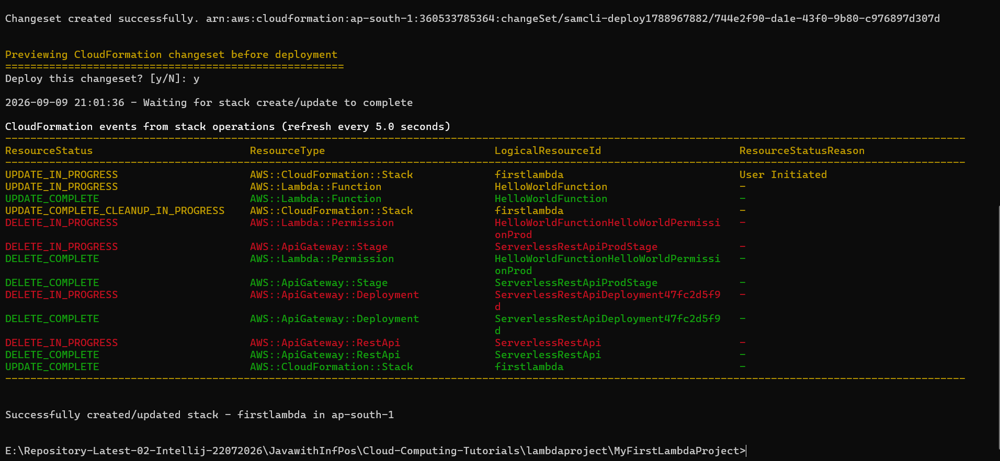 Changeset created successfully. arn:aws:cloudformation:ap-south-1:360533785364:changeSet/samcli-deploy1788967882/744e2f90-da1e-43f0-9b80-c976897d307d
Previewing CloudFormation changeset before deployment
======================================================
Deploy this changeset? [y/N]: y
2026-09-09 21:01:36 - Waiting for stack create/update to complete
CloudFormation events from stack operations (refresh every 5.0 seconds)
---------------------------------------------------------------------------------------------------------------------------------------------------------
ResourceStatus ResourceType LogicalResourceId ResourceStatusReason
---------------------------------------------------------------------------------------------------------------------------------------------------------
UPDATE_IN_PROGRESS AWS::CloudFormation::Stack firstlambda User Initiated
UPDATE_IN_PROGRESS AWS::Lambda::Function HelloWorldFunction -
UPDATE_COMPLETE AWS::Lambda::Function HelloWorldFunction -
UPDATE_COMPLETE_CLEANUP_IN_PROGRESS AWS::CloudFormation::Stack firstlambda -
DELETE_IN_PROGRESS AWS::Lambda::Permission HelloWorldFunctionHelloWorldPermissi -
onProd
DELETE_IN_PROGRESS AWS::ApiGateway::Stage ServerlessRestApiProdStage -
DELETE_COMPLETE AWS::Lambda::Permission HelloWorldFunctionHelloWorldPermissi -
onProd
DELETE_COMPLETE AWS::ApiGateway::Stage ServerlessRestApiProdStage -
DELETE_IN_PROGRESS AWS::ApiGateway::Deployment ServerlessRestApiDeployment47fc2d5f9 -
d
DELETE_COMPLETE AWS::ApiGateway::Deployment ServerlessRestApiDeployment47fc2d5f9 -
d
DELETE_IN_PROGRESS AWS::ApiGateway::RestApi ServerlessRestApi -
DELETE_COMPLETE AWS::ApiGateway::RestApi ServerlessRestApi -
UPDATE_COMPLETE AWS::CloudFormation::Stack firstlambda -
---------------------------------------------------------------------------------------------------------------------------------------------------------
Successfully created/updated stack - firstlambda in ap-south-1
E:\Repository-Latest-02-Intellij-22072026\JavawithInfPos\Cloud-Computing-Tutorials\lambdaproject\MyFirstLambdaProject>